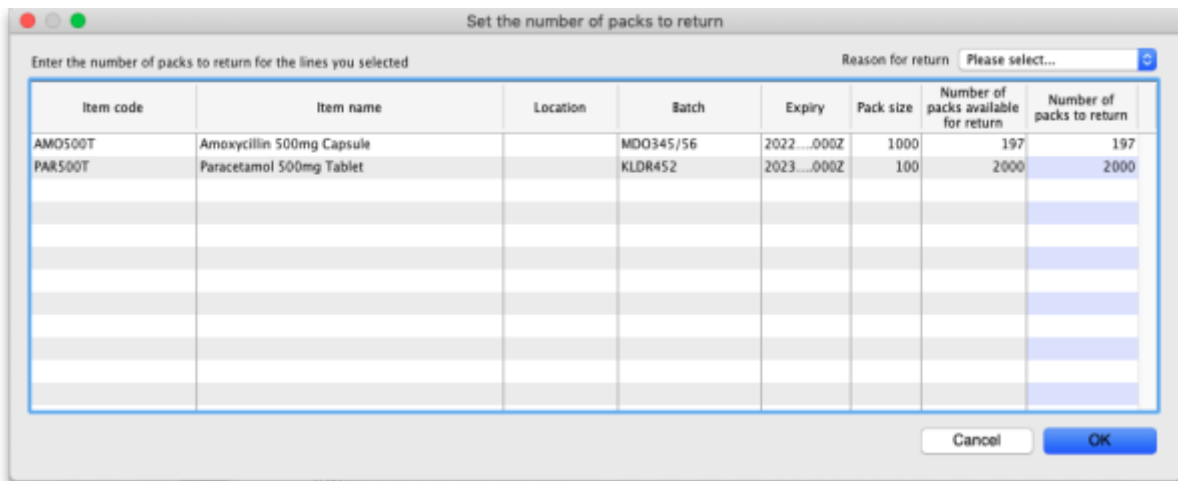 Set the number of packs to return
Enter the number of packs to return for the lines you selected
Reason for return Please select...
Item code Item name Location Batch Expiry Pack size Number of packs available for return Number of packs to return
AMO500T Amoxycillin 500mg Capsule MDO345/56 2022....000Z 1000 197 197
PAR500T Paracetamol 500mg Tablet KLDR452 2023....000Z 100 2000 2000
Cancel OK